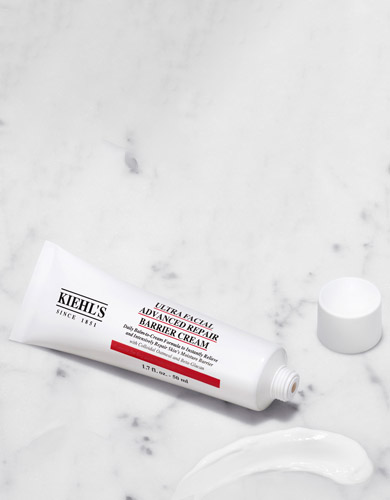 KIEHL'S
SINCE 1851
ULTRA FACIAL
ADVANCED REPAIR
BARRIER CREAM
Daily Balm-to-Cream Formula to Instantly Relieve
and Intensively Repair Skin's Moisture Barrier
with Colloidal Oatmeal and Beta-Glucan
1.7 fl. oz. - 50 ml